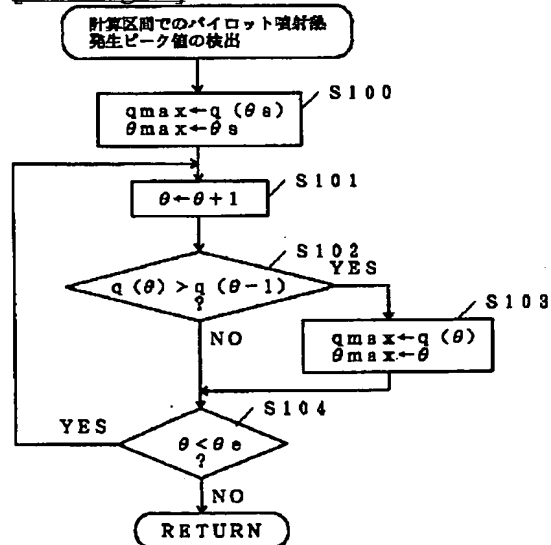 計算区間でのパイロット噴射熱
発生ピーク値の検出
S100
qmax←q (θs)
θmax←θs
S101
θ←θ+1
S102
YES
q (θ)>q (θ-1)
?
S103
NO
qmax←q (θ)
θmax←θ
S104
YES
θ<θe
?
NO
RETURN